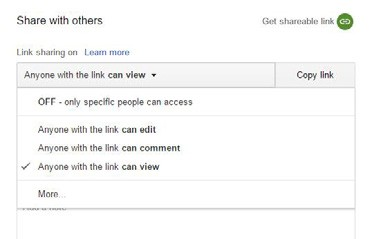 Share with others
Get shareable link
Link sharing on Learn more
Anyone with the link can view
Copy link
OFF - only specific people can access
Anyone with the link can edit
Anyone with the link can comment
Anyone with the link can view
More...